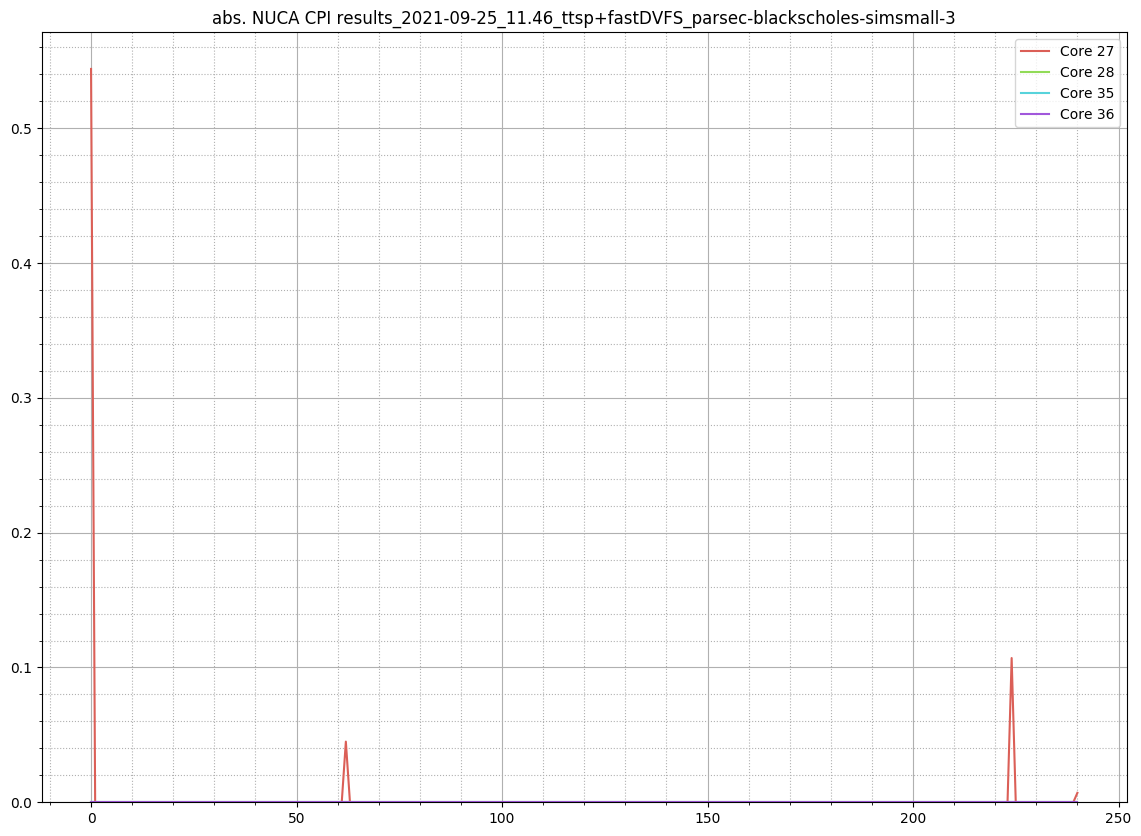 abs. NUCA CPI results_2021-09-25_11.46_ttsp+fastDVFS_parsec-blackscholes-simsmall-3
Core 27
Core 28
Core 35
Core 36
0.5
0.4
0.3
0.2
0.1
0.0
0 50 100 150 200 250